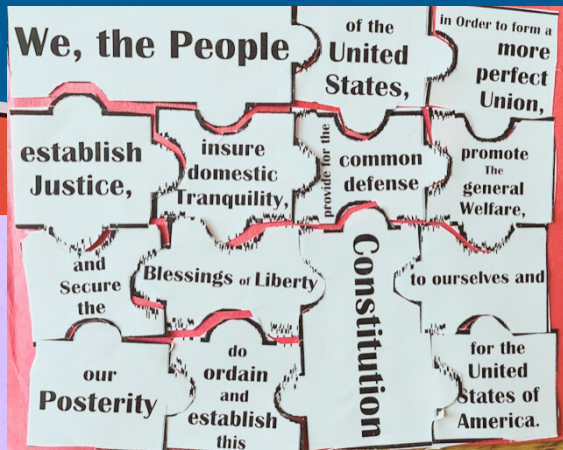 We, the People
of the
United
States,
in Order to form a
more
perfect
Union,
establish
Justice,
insure
domestic
Tranquility,
provide for the
common
defense
promote
The
general
Welfare,
and
Secure
the
Blessings of Liberty
to ourselves and
our
Posterity
do
ordain
and
establish
this
Constitution
for the
United
States of
America.